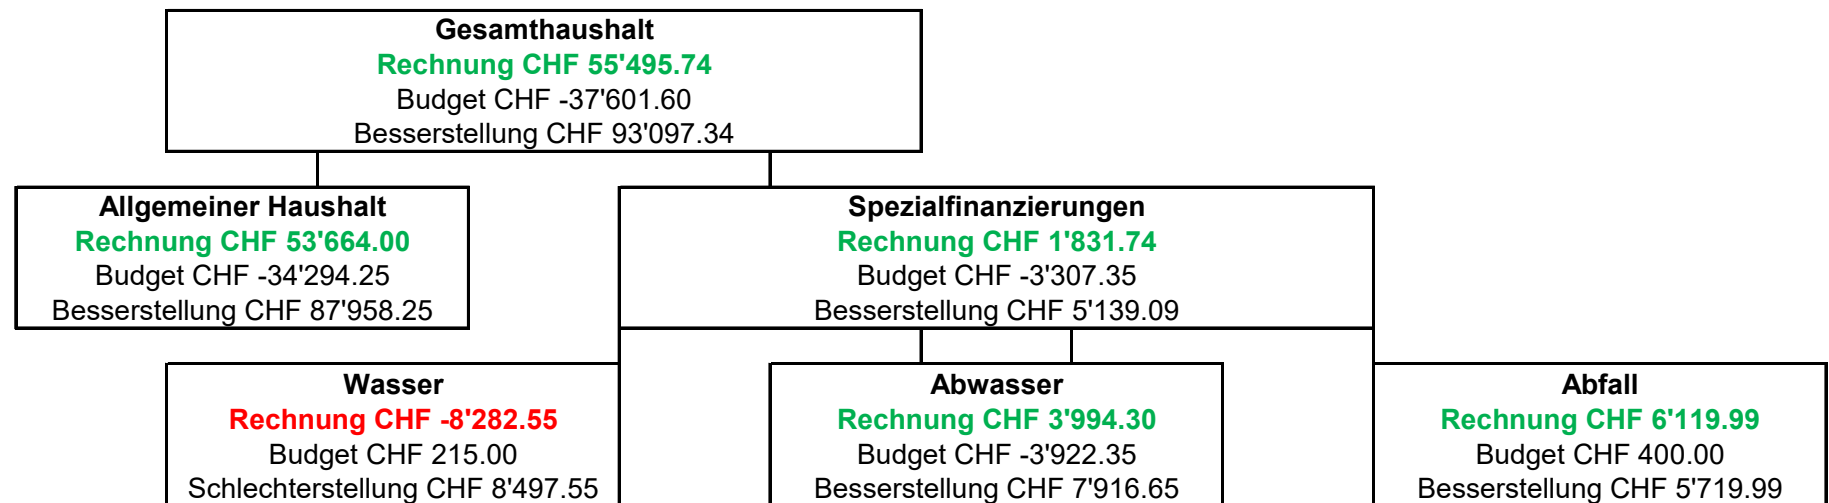 Gesamthaushalt
Rechnung CHF 55'495.74
Budget CHF -37'601.60
Besserstellung CHF 93'097.34
Allgemeiner Haushalt
Rechnung CHF 53'664.00
Budget CHF -34'294.25
Besserstellung CHF 87'958.25
Spezialfinanzierungen
Rechnung CHF 1'831.74
Budget CHF -3'307.35
Besserstellung CHF 5'139.09
Wasser
Rechnung CHF -8'282.55
Budget CHF 215.00
Schlechterstellung CHF 8'497.55
Abwasser
Rechnung CHF 3'994.30
Budget CHF -3'922.35
Besserstellung CHF 7'916.65
Abfall
Rechnung CHF 6'119.99
Budget CHF 400.00
Besserstellung CHF 5'719.99